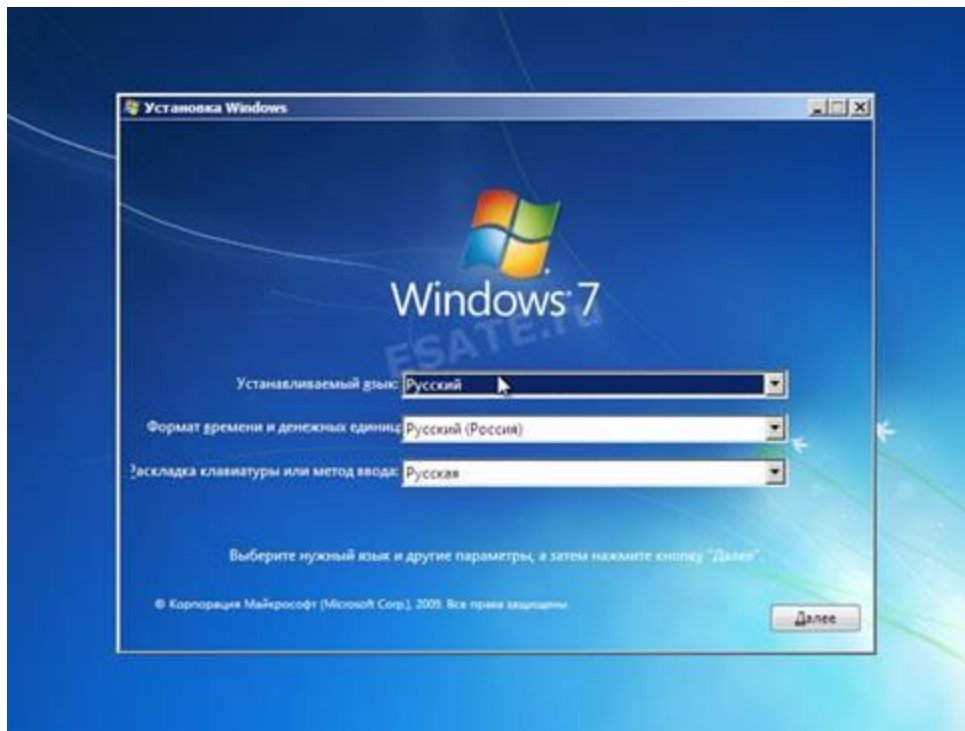 Установка Windows
Windows 7
ESATE.ru
Устанавливаемый язык: Русский
Формат времени и денежных единиц: Русский (Россия)
Раскладка клавиатуры или метод ввода: Русская
Выберите нужный язык и другие параметры, а затем нажмите кнопку "Далее".
© Корпорация Майкрософт (Microsoft Corp.), 2009. Все права защищены.
Далее